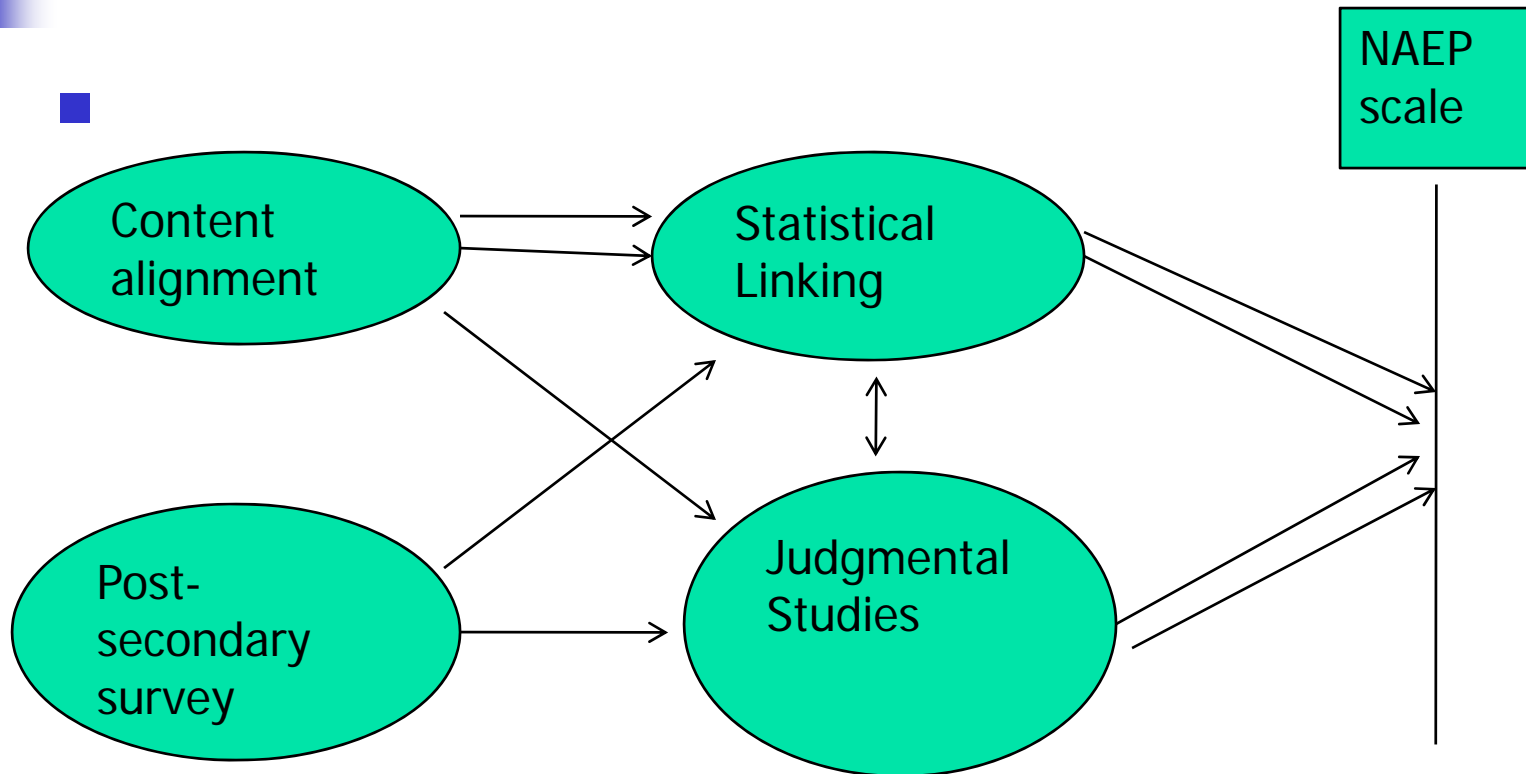 NAEP
scale
Content
alignment
Statistical
Linking
Post-
secondary
survey
Judgmental
Studies